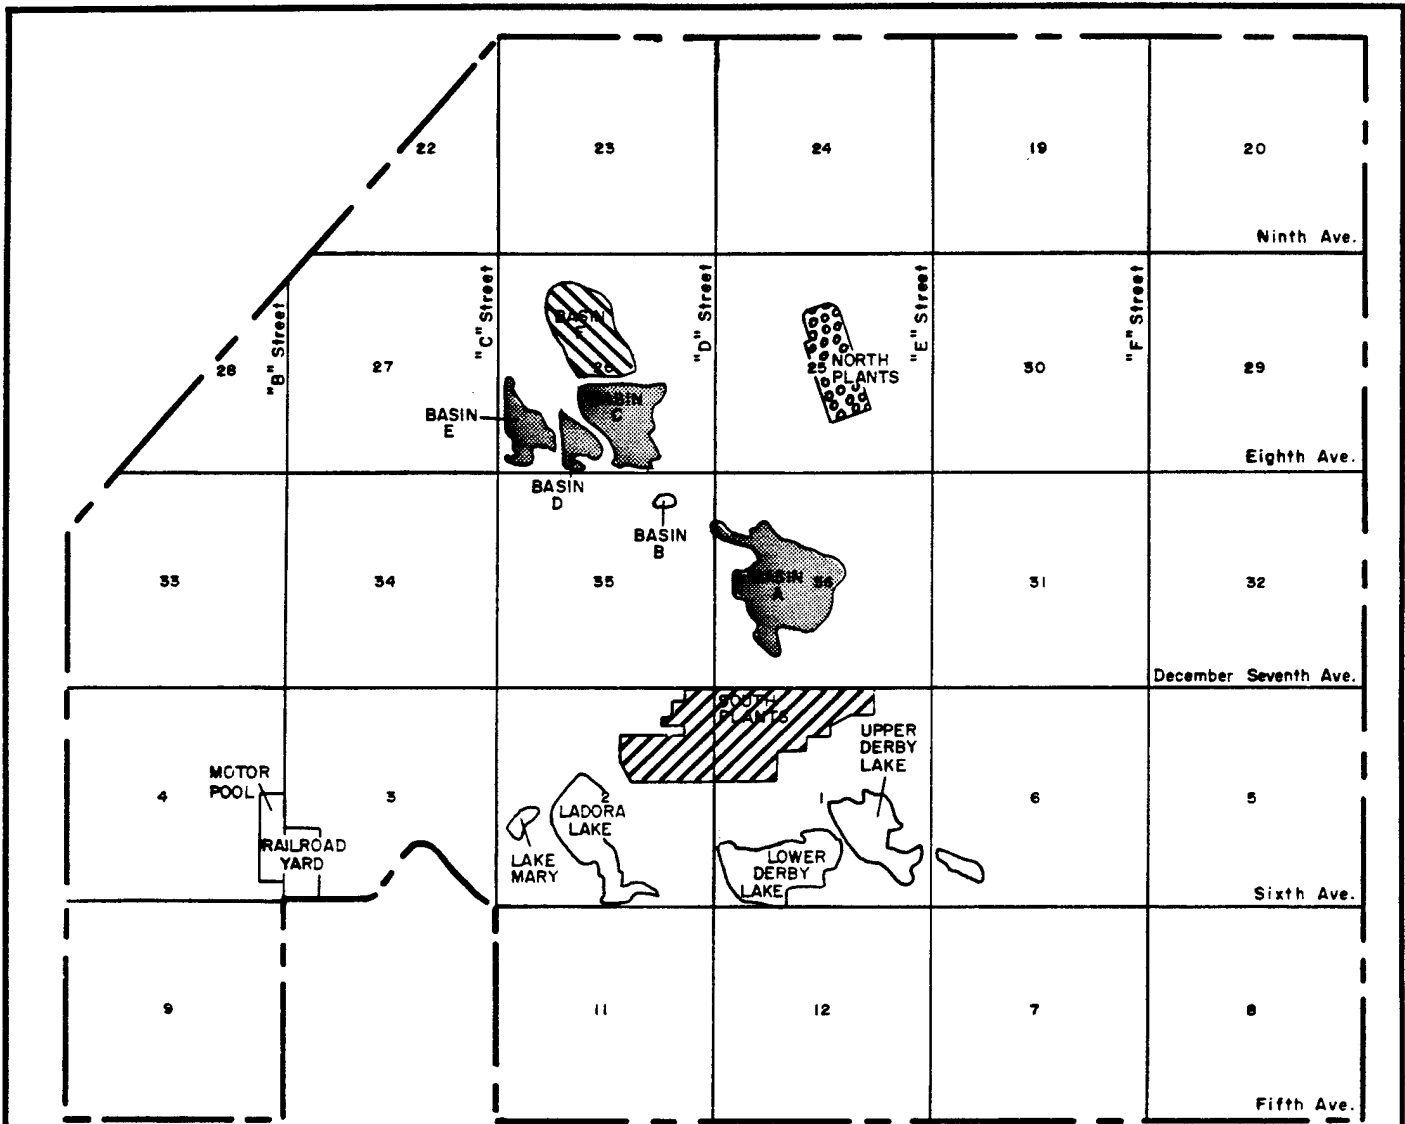 22
23
24
19
20
Ninth Ave.
"B" Street
"C" Street
"D" Street
"E" Street
"F" Street
28
27
BASIN
F
26
25
NORTH
PLANTS
30
29
BASIN
E
BASIN
C
Eighth Ave.
BASIN
D
BASIN
B
33
34
35
BASIN
A
36
31
32
December Seventh Ave.
SOUTH
PLANTS
UPPER
DERBY
LAKE
MOTOR
POOL
4
3
2
1
6
5
LADORA
LAKE
RAILROAD
YARD
LAKE
MARY
LOWER
DERBY
LAKE
Sixth Ave.
9
11
12
7
8
Fifth Ave.